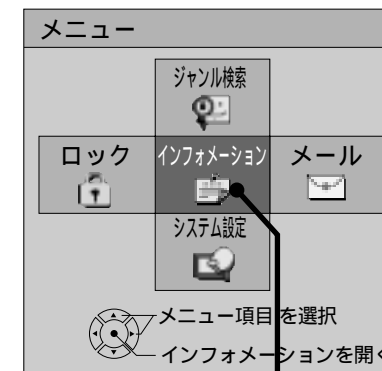 メニュー
ジャンル検索
ロック インフォメーション メール
システム設定
メニュー項目を選択
インフォメーションを開く